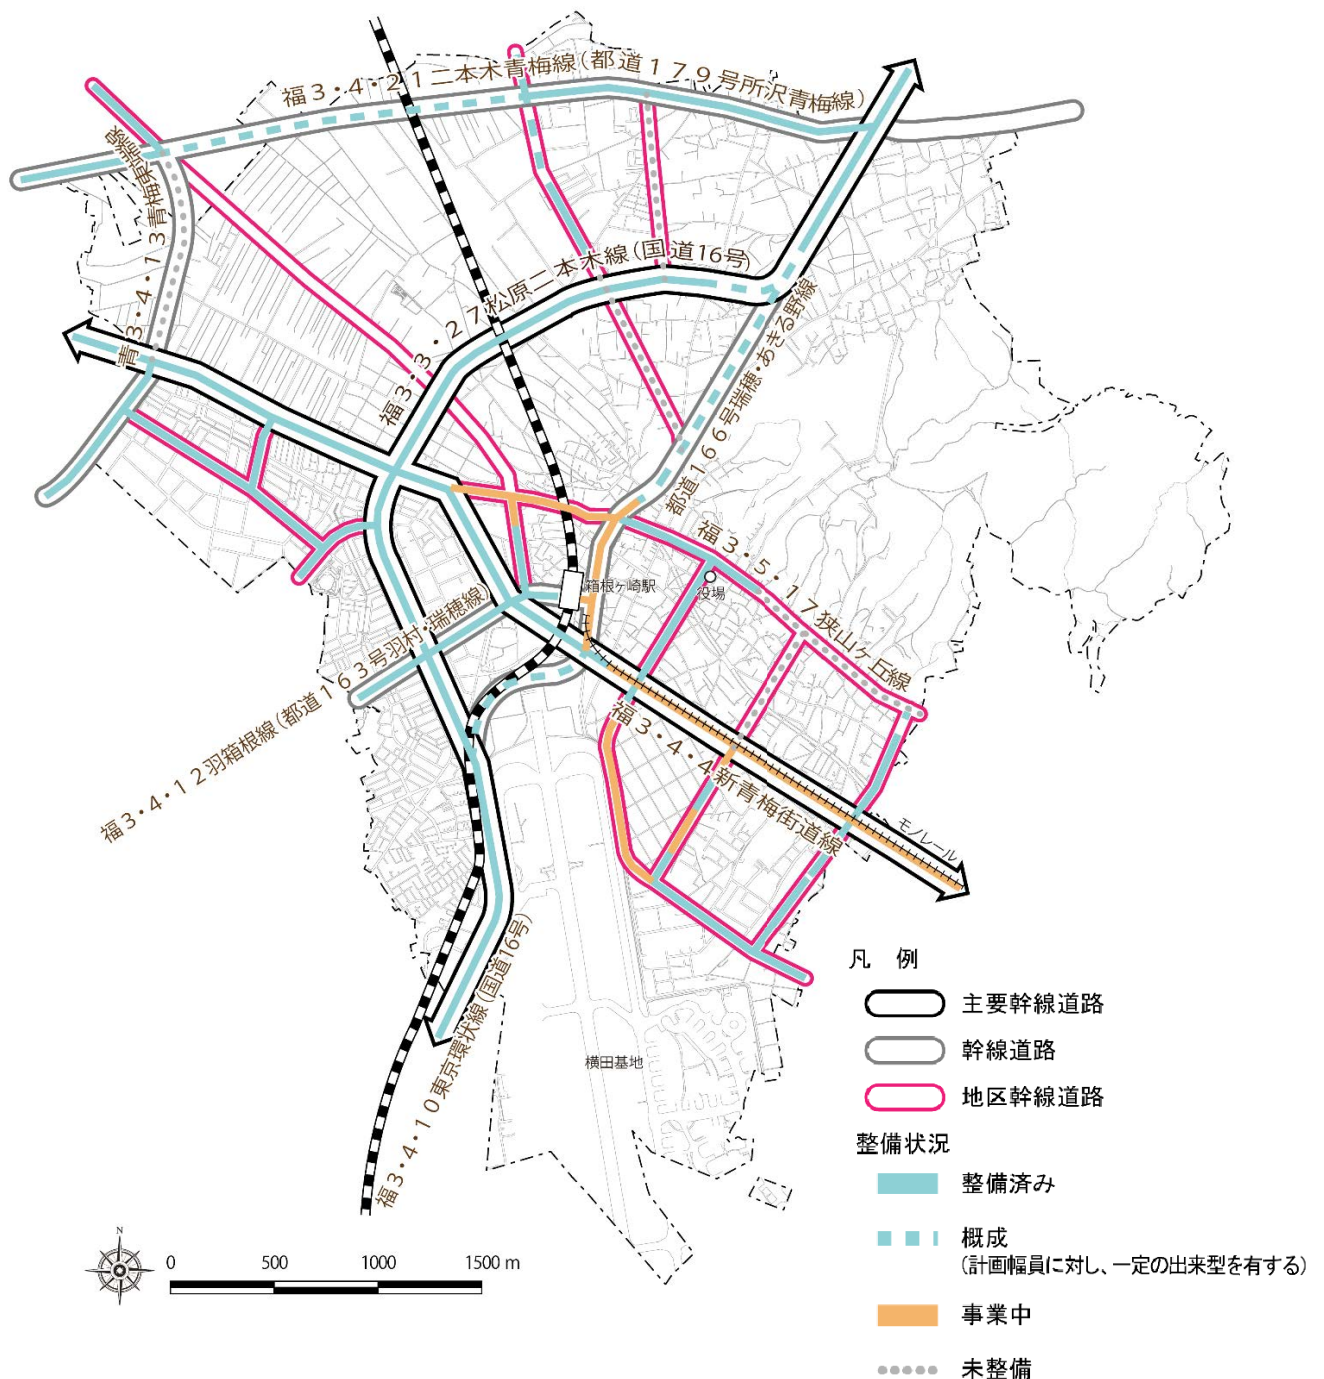 福3・4・21二本木青梅線(都道179号所沢青梅線)
青3・4・13青梅東端線
福3・3・27松原二本木線(国道16号)
都道166号瑞穂・あきる野線
福3・5・17狭山ヶ丘線
箱根ヶ崎駅
役場
福3・4・12羽箱根線(都道163号羽村・瑞穂線)
福3・4・4新青梅街道線
モノレール
福3・4・10東京環状線(国道16号)
横田基地
凡 例
主要幹線道路
幹線道路
地区幹線道路
整備状況
整備済み
概成
(計画幅員に対し、一定の出来型を有する)
事業中
未整備
N
0 500 1000 1500 m